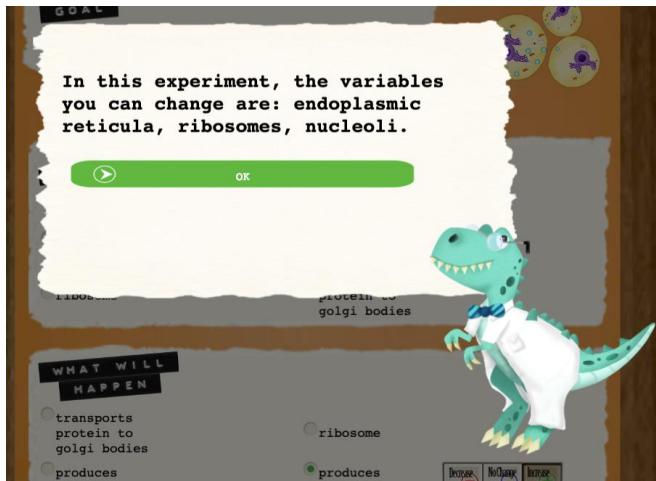 GOAL
In this experiment, the variables
you can change are: endoplasmic
reticula, ribosomes, nucleoli.
OK
ribosome
protein to
golgi bodies
WHAT WILL
HAPPEN
transports
protein to
golgi bodies
ribosome
produces
produces
Decrease No Change Increase